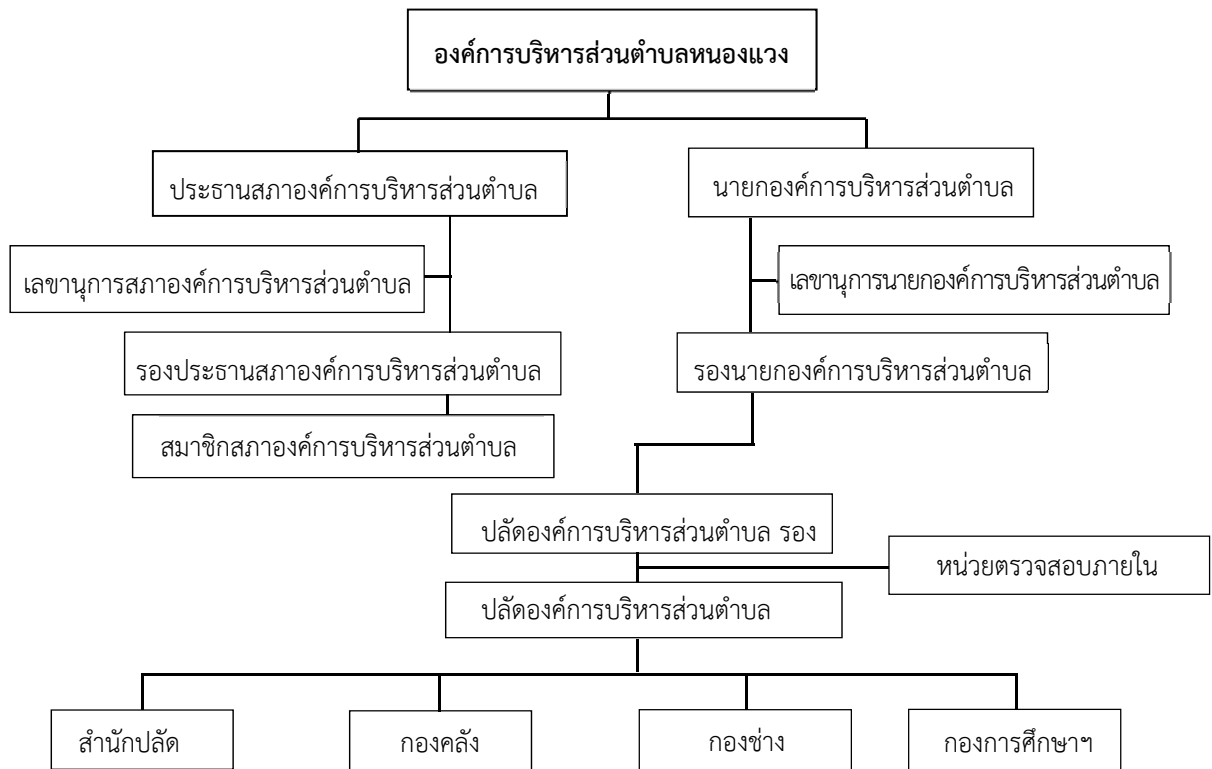 องค์การบริหารส่วนตำบลหนองแวง
ประธานสภาองค์การบริหารส่วนตำบล
นายกองค์การบริหารส่วนตำบล
เลขานุการสภาองค์การบริหารส่วนตำบล
เลขานุการนายกองค์การบริหารส่วนตำบล
รองประธานสภาองค์การบริหารส่วนตำบล
รองนายกองค์การบริหารส่วนตำบล
สมาชิกสภาองค์การบริหารส่วนตำบล
ปลัดองค์การบริหารส่วนตำบล รอง
หน่วยตรวจสอบภายใน
ปลัดองค์การบริหารส่วนตำบล
สำนักปลัด
กองคลัง
กองช่าง
กองการศึกษาฯ